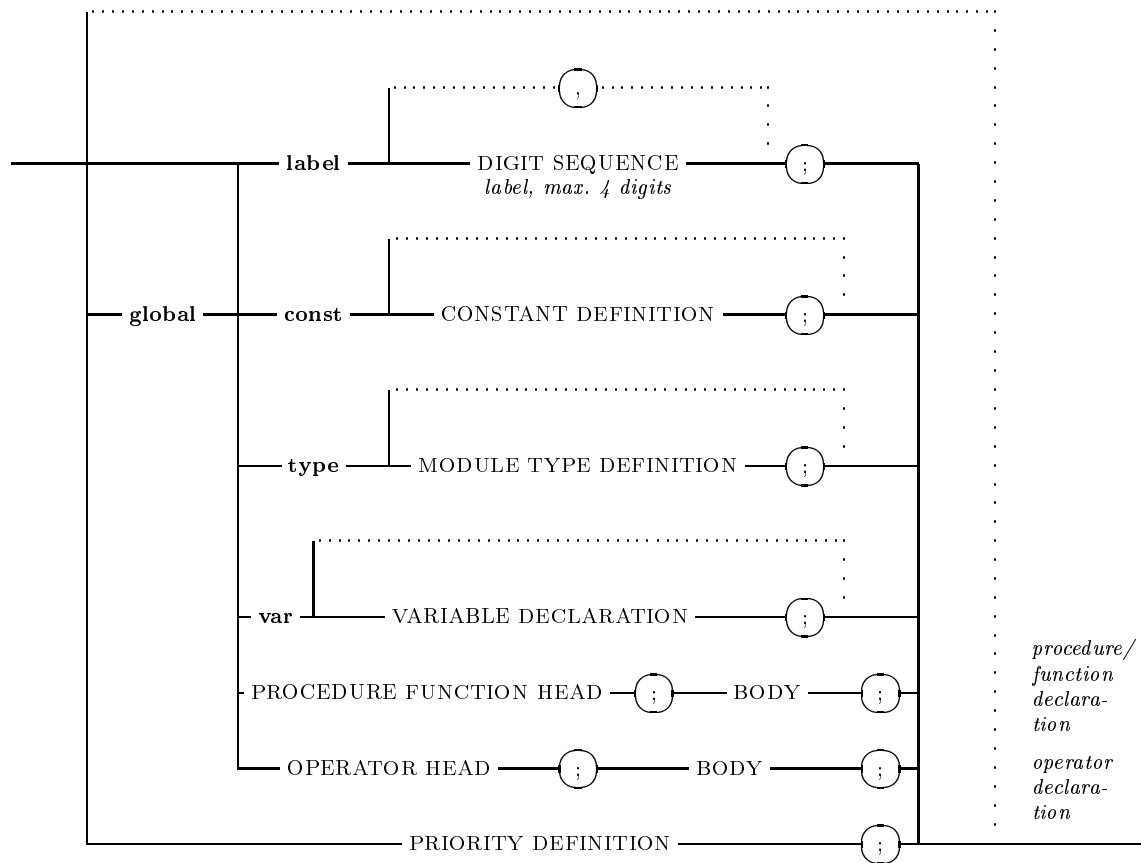 ,
label DIGIT SEQUENCE ;
label, max. 4 digits
global const CONSTANT DEFINITION ;
type MODULE TYPE DEFINITION ;
var VARIABLE DECLARATION ;
PROCEDURE FUNCTION HEAD ; BODY ;
procedure/
function
declara-
tion
OPERATOR HEAD ; BODY ;
operator
declara-
tion
PRIORITY DEFINITION ;